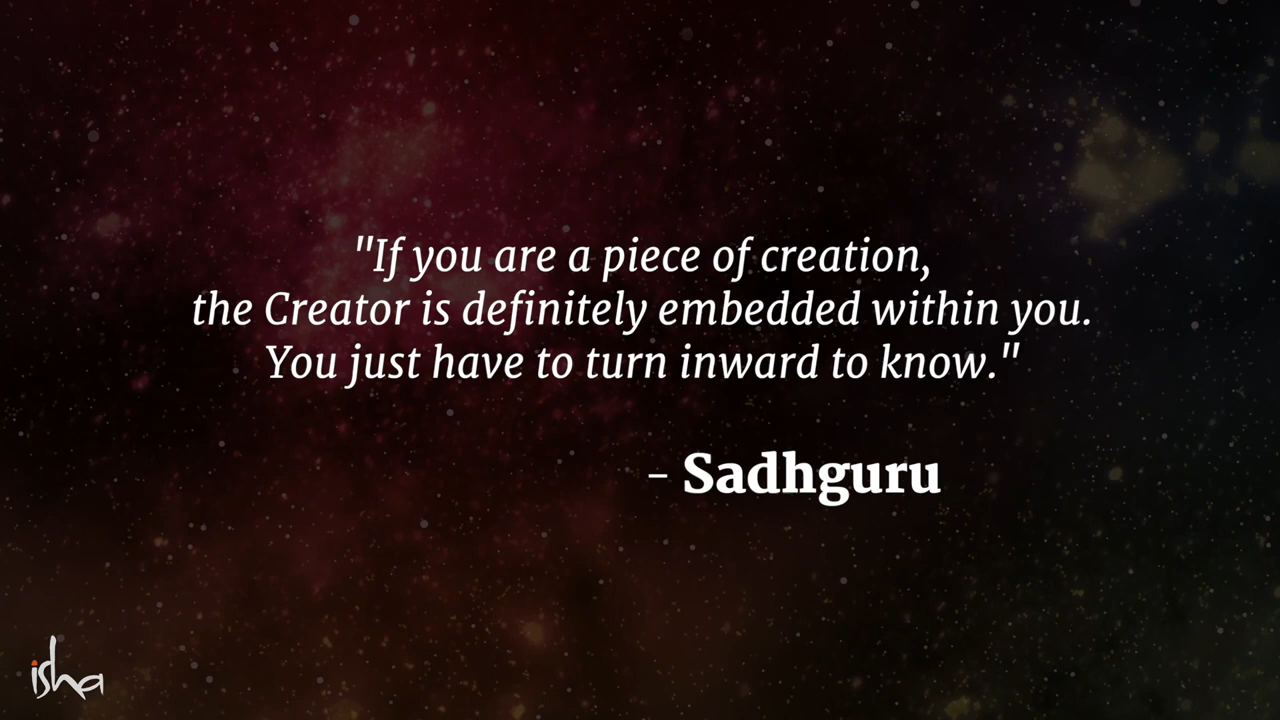 "If you are a piece of creation,
the Creator is definitely embedded within you.
You just have to turn inward to know."
- Sadhguru
isha